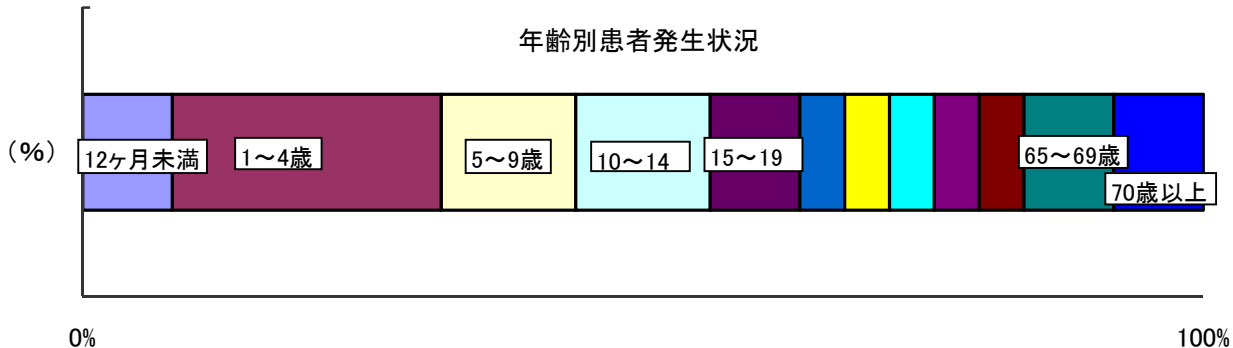 年齢別患者発生状況
（%）
12ヶ月未満
1～4歳
5～9歳
10～14
15～19
65～69歳
70歳以上
0%
100%